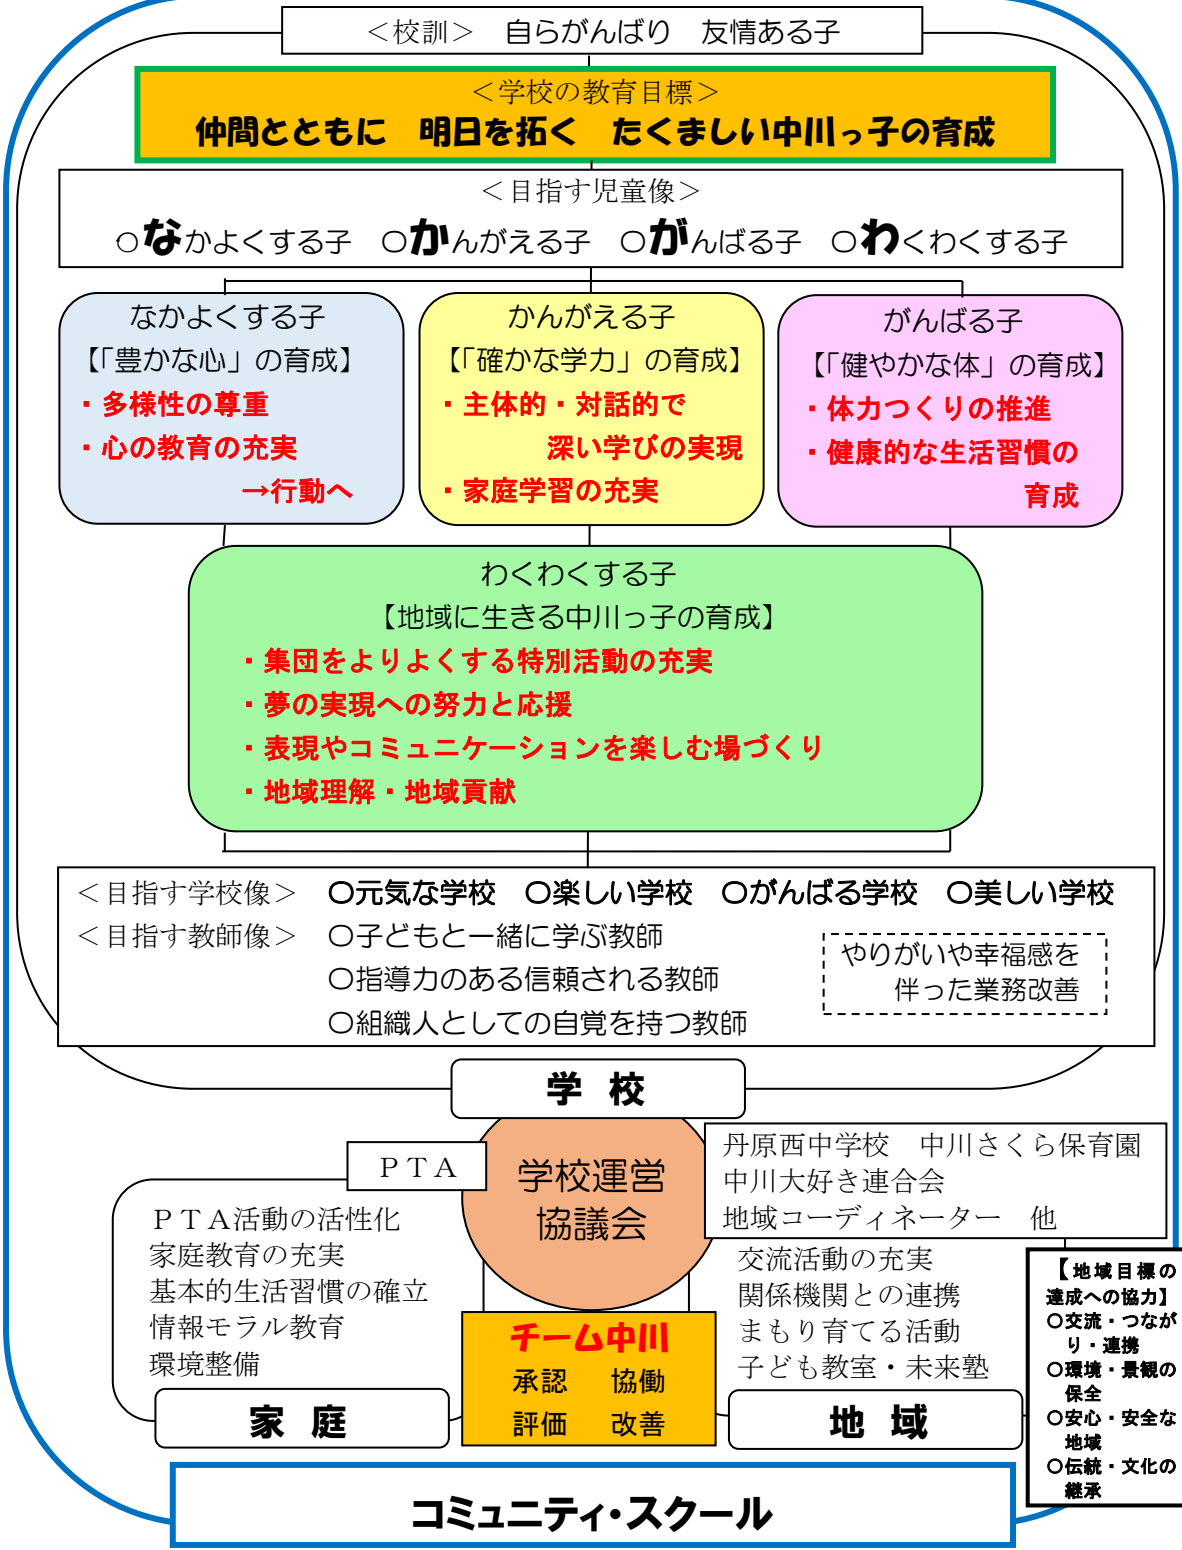 ＜校訓＞　自らがんばり　友情ある子
＜学校の教育目標＞
仲間とともに　明日を拓く　たくましい中川っ子の育成
＜目指す児童像＞
○なかよくする子　○かんがえる子　○がんばる子　○わくわくする子
なかよくする子
【「豊かな心」の育成】
・多様性の尊重
・心の教育の充実
→行動へ
かんがえる子
【「確かな学力」の育成】
・主体的・対話的で
深い学びの実現
・家庭学習の充実
がんばる子
【「健やかな体」の育成】
・体力つくりの推進
・健康的な生活習慣の
育成
わくわくする子
【地域に生きる中川っ子の育成】
・集団をよりよくする特別活動の充実
・夢の実現への努力と応援
・表現やコミュニケーションを楽しむ場づくり
・地域理解・地域貢献
＜目指す学校像＞　○元気な学校　○楽しい学校　○がんばる学校　○美しい学校
＜目指す教師像＞　○子どもと一緒に学ぶ教師
○指導力のある信頼される教師
○組織人としての自覚を持つ教師
やりがいや幸福感を
伴った業務改善
学 校
ＰＴＡ
学校運営
協議会
丹原西中学校　中川さくら保育園
中川大好き連合会
地域コーディネーター　他
ＰＴＡ活動の活性化
家庭教育の充実
基本的生活習慣の確立
情報モラル教育
環境整備
家 庭
チーム中川
承認　協働
評価　改善
交流活動の充実
関係機関との連携
まもり育てる活動
子ども教室・未来塾
地 域
【地域目標の
達成への協力】
○交流・つなが
り・連携
○環境・景観の
保全
○安心・安全な
地域
○伝統・文化の
継承
コミュニティ・スクール